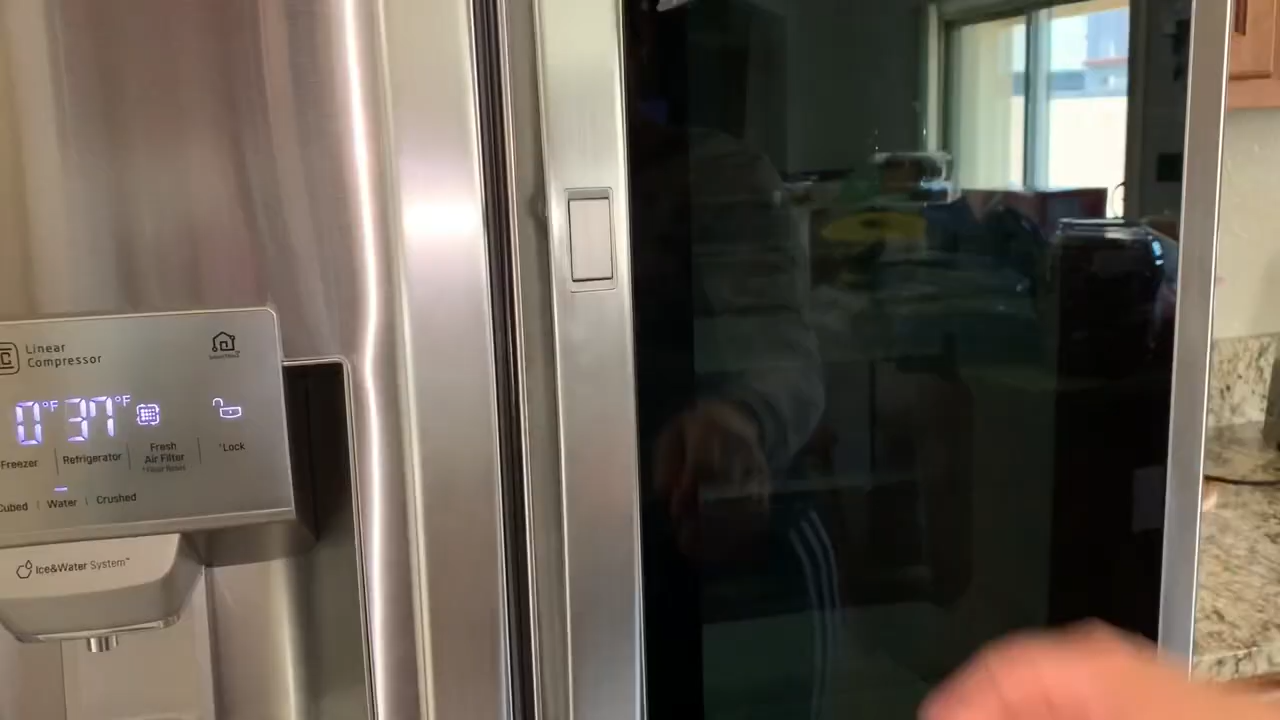 Linear
Compressor
0°F 37°F
Freezer
Refrigerator
Fresh
Air Filter
*Lock
Cubed Water Crushed
Ice&Water System™